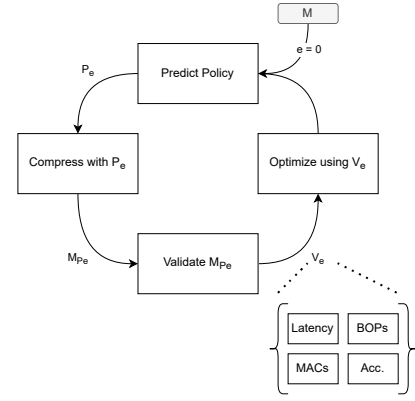 M
e = 0
Predict Policy
Pe
Compress with Pe
Optimize using Ve
MPe
Validate MPe
Ve
Latency
BOPs
MACs
Acc.